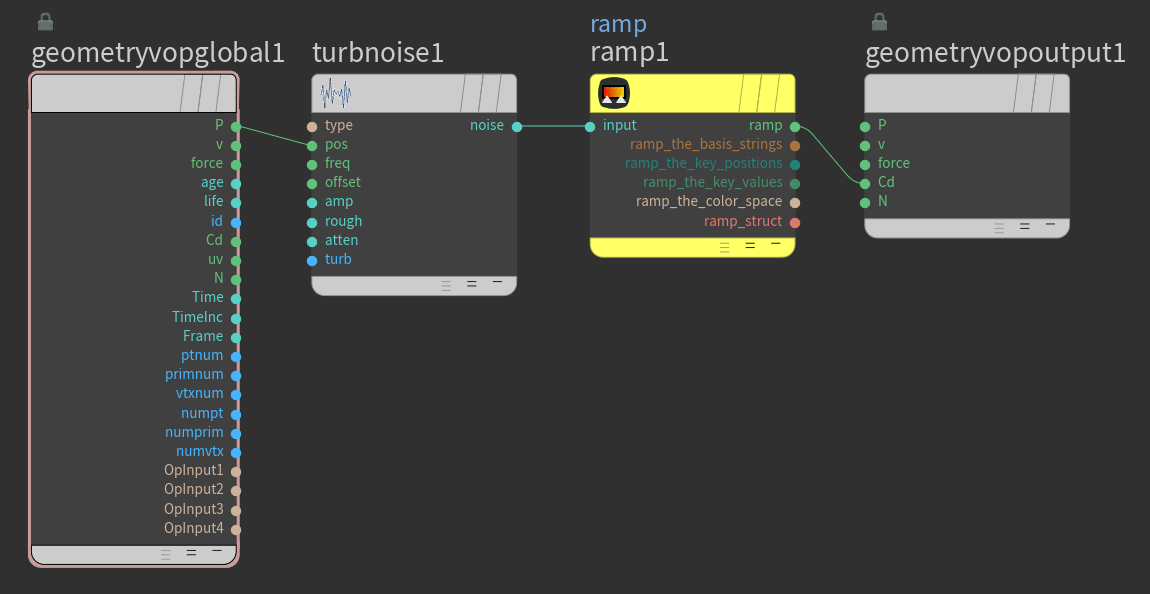 geometryvopglobal1
P
v
force
age
life
id
Cd
uv
N
Time
TimeInc
Frame
ptnum
primnum
vtxnum
numpt
numprim
numvtx
OpInput1
OpInput2
OpInput3
OpInput4
turbnoise1
type
noise
pos
freq
offset
amp
rough
atten
turb
ramp
ramp1
input
ramp
ramp_the_basis_strings
ramp_the_key_positions
ramp_the_key_values
ramp_the_color_space
ramp_struct
geometryvopoutput1
P
v
force
Cd
N